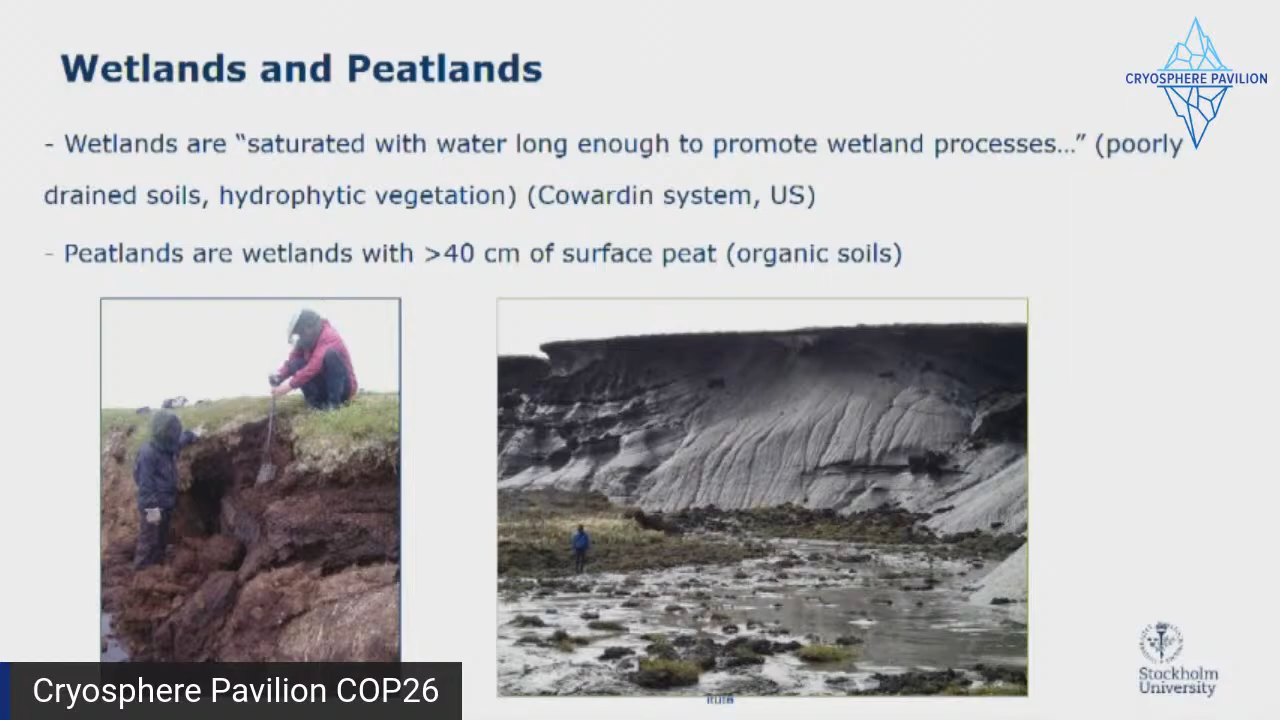 Wetlands and Peatlands
CRYOSPHERE PAVILION
- Wetlands are “saturated with water long enough to promote wetland processes…” (poorly
drained soils, hydrophytic vegetation) (Cowardin system, US)
- Peatlands are wetlands with >40 cm of surface peat (organic soils)
Stockholm
University
Cryosphere Pavilion COP26